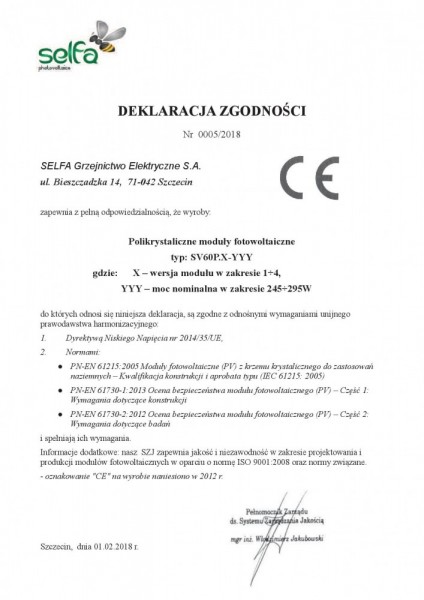 selfa
photovoltaics
DEKLARACJA ZGODNOŚCI
Nr 0005/2018
SELFA Grzejnictwo Elektryczne S.A.
ul. Bieszczadzka 14, 71-042 Szczecin
CE
zapewnia z pełną odpowiedzialnością, że wyroby:
Polikrystaliczne moduły fotowoltaiczne
typ: SV60P.X-YYY
gdzie: X – wersja modułu w zakresie 1÷4,
YYY – moc nominalna w zakresie 245÷295W
do których odnosi się niniejsza deklaracja, są zgodne z odnośnymi wymaganiami unijnego
prawodawstwa harmonizacyjnego:
1. Dyrektywą Niskiego Napięcia nr 2014/35/UE,
2. Normami:
● PN-EN 61215:2005 Moduły fotowoltaiczne (PV) z krzemu krystalicznego do zastosowań
naziemnych – Kwalifikacja konstrukcji i aprobata typu (IEC 61215: 2005)
● PN-EN 61730-1:2013 Ocena bezpieczeństwa modułu fotowoltaicznego (PV) – Część 1:
Wymagania dotyczące konstrukcji
● PN-EN 61730-2:2012 Ocena bezpieczeństwa modułu fotowoltaicznego (PV) – Część 2:
Wymagania dotyczące badań
i spełniają ich wymagania.
Informacje dodatkowe: nasz SZJ zapewnia jakość i niezawodność w zakresie projektowania i
produkcji modułów fotowoltaicznych w oparciu o normę ISO 9001:2008 oraz normy związane.
- oznakowanie "CE" na wyrobie naniesiono w 2012 r.
Pełnomocnik Zarządu
ds. Systemu Zarządzania Jakością
mgr inż. Włodzimierz Jakubowski
Szczecin, dnia 01.02.2018 r.